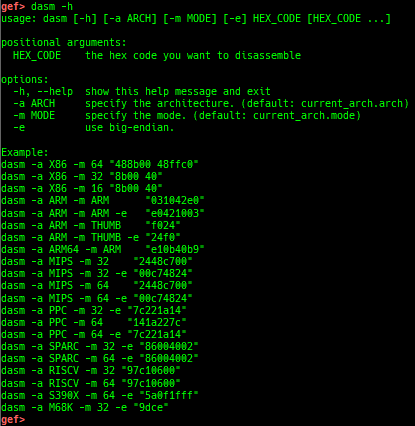 gef> dasm -h
usage: dasm [-h] [-a ARCH] [-m MODE] [-e] HEX_CODE [HEX_CODE ...]

positional arguments:
  HEX_CODE    the hex code you want to disassemble

options:
  -h, --help  show this help message and exit
  -a ARCH     specify the architecture. (default: current_arch.arch)
  -m MODE     specify the mode. (default: current_arch.mode)
  -e          use big-endian.

Example:
dasm -a X86 -m 64 "488b00 48ffc0"
dasm -a X86 -m 32 "8b00 40"
dasm -a X86 -m 16 "8b00 40"
dasm -a ARM -m ARM      "031042e0"
dasm -a ARM -m ARM -e   "e0421003"
dasm -a ARM -m THUMB    "f024"
dasm -a ARM -m THUMB -e "24f0"
dasm -a ARM64 -m ARM    "e10b40b9"
dasm -a MIPS -m 32    "2448c700"
dasm -a MIPS -m 32 -e "00c74824"
dasm -a MIPS -m 64    "2448c700"
dasm -a MIPS -m 64 -e "00c74824"
dasm -a PPC -m 32 -e "7c221a14"
dasm -a PPC -m 64    "141a227c"
dasm -a PPC -m 64 -e "7c221a14"
dasm -a SPARC -m 32 -e "86004002"
dasm -a SPARC -m 64 -e "86004002"
dasm -a RISCV -m 32 "97c10600"
dasm -a RISCV -m 64 "97c10600"
dasm -a S390X -m 64 -e "5a0f1fff"
dasm -a M68K -m 32 -e "9dce"
gef>